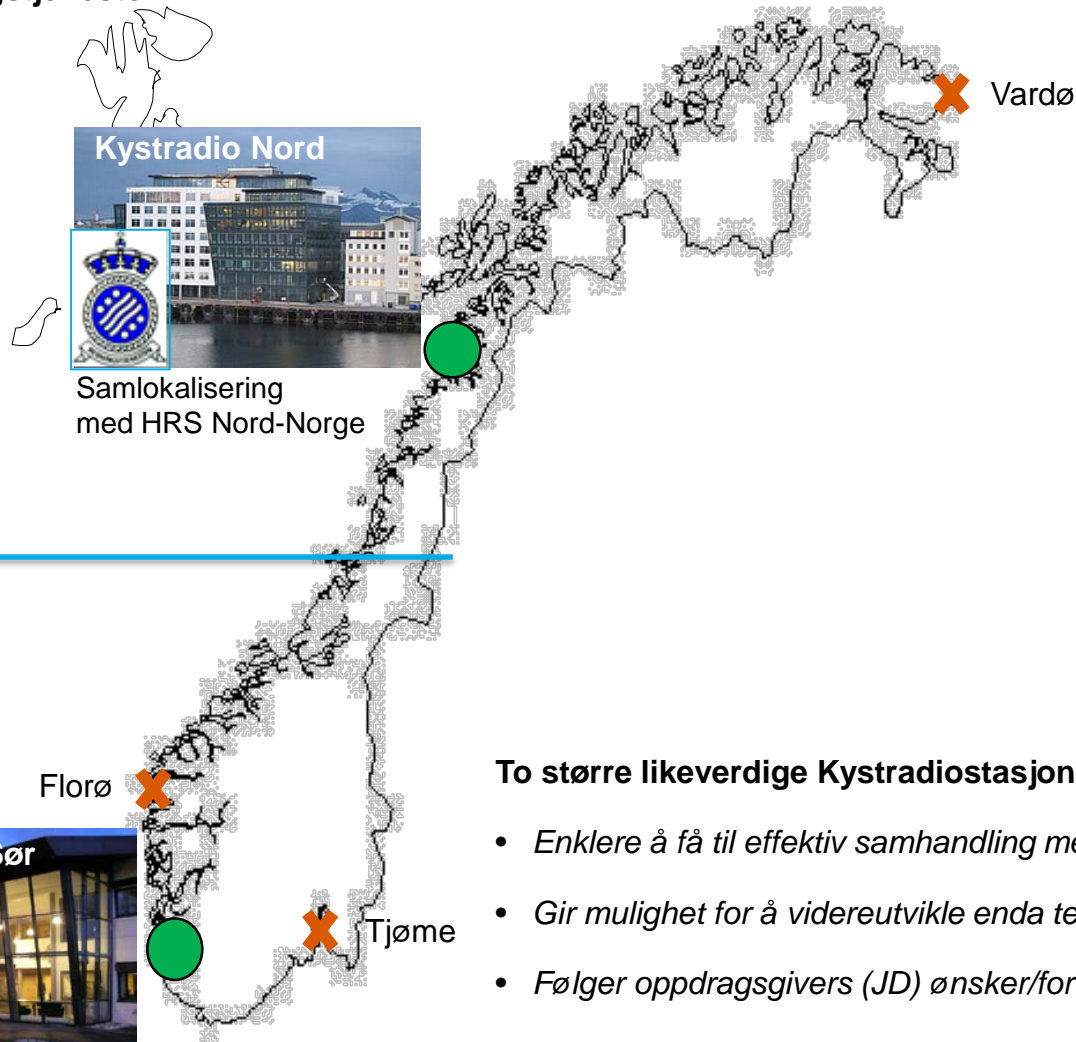 Vardø
Kystradio Nord
Samlokalisering
med HRS Nord-Norge
Florø
Tjøme
To større likeverdige Kystradiostasjon
• Enklere å få til effektiv samhandling me
• Gir mulighet for å videreutvikle enda te
• Følger oppdragsgivers (JD) ønsker/for